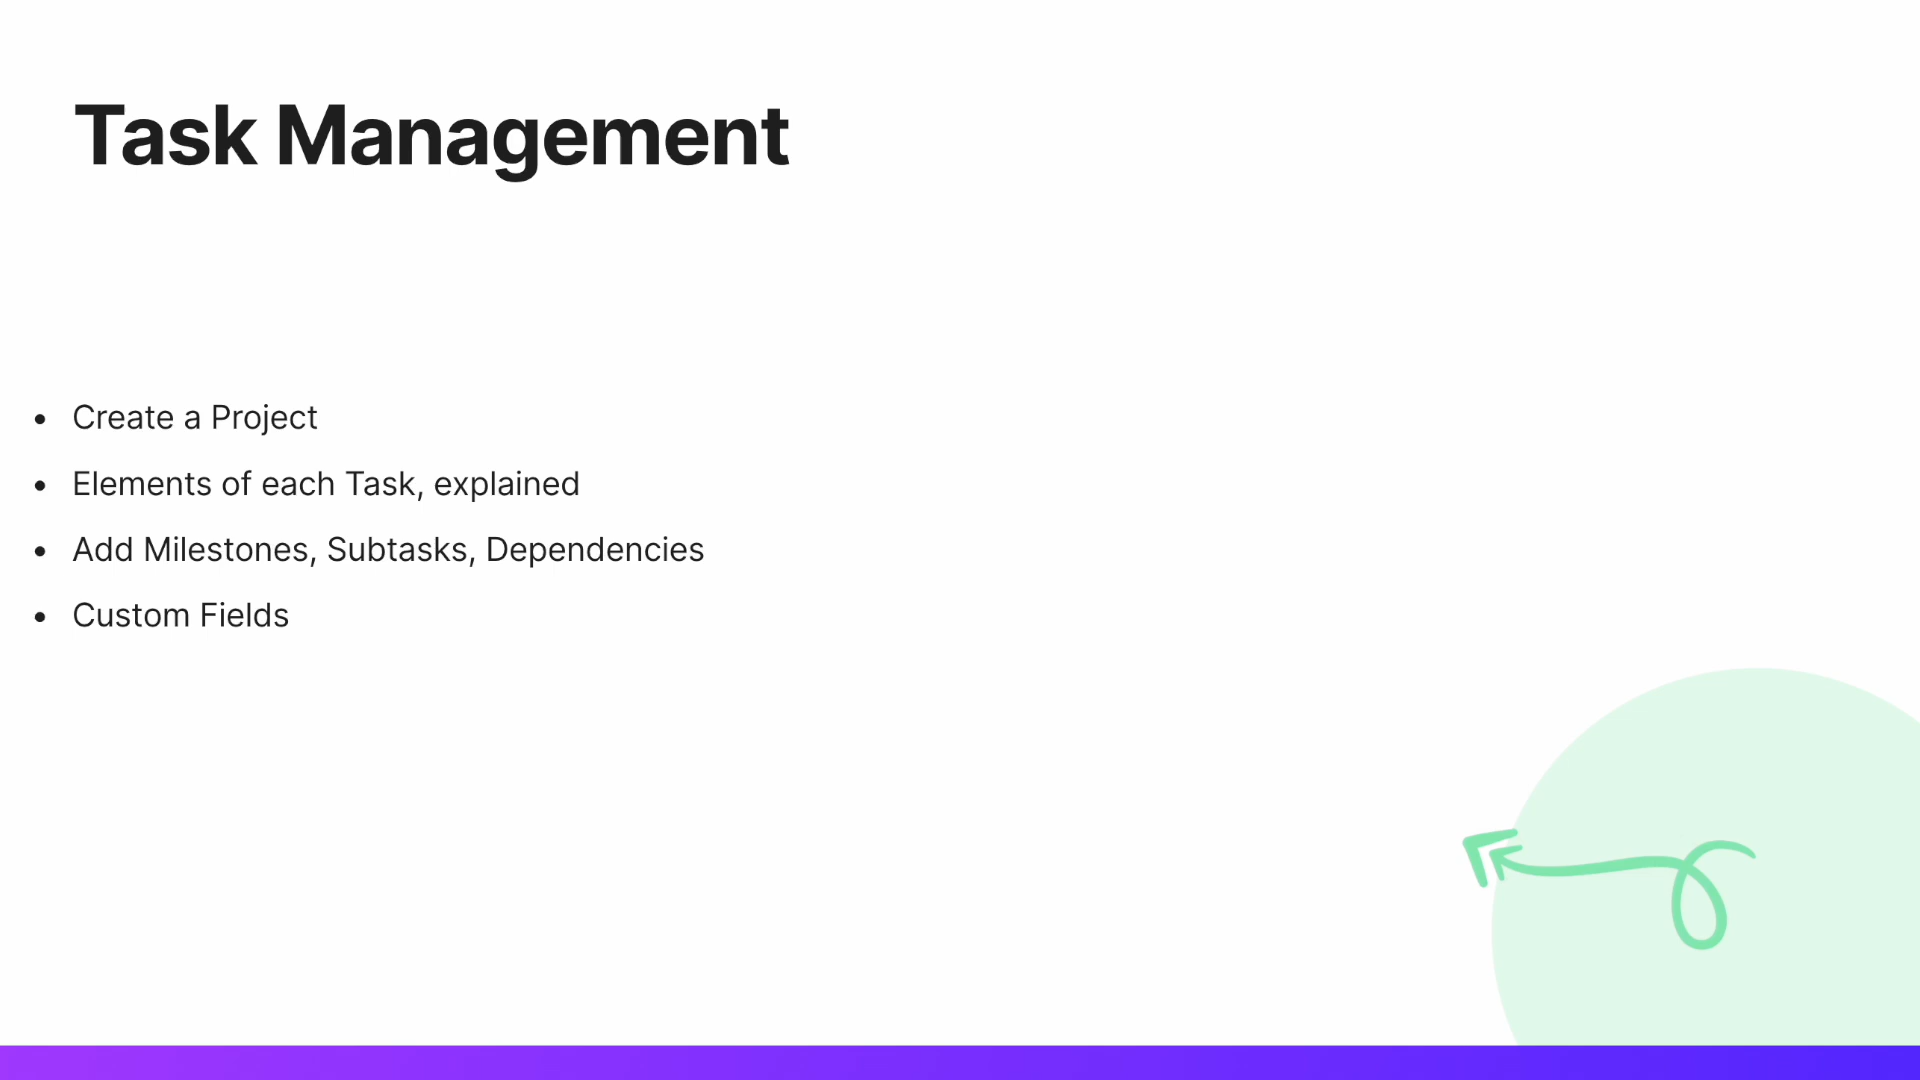 Task Management
• Create a Project
• Elements of each Task, explained
• Add Milestones, Subtasks, Dependencies
• Custom Fields